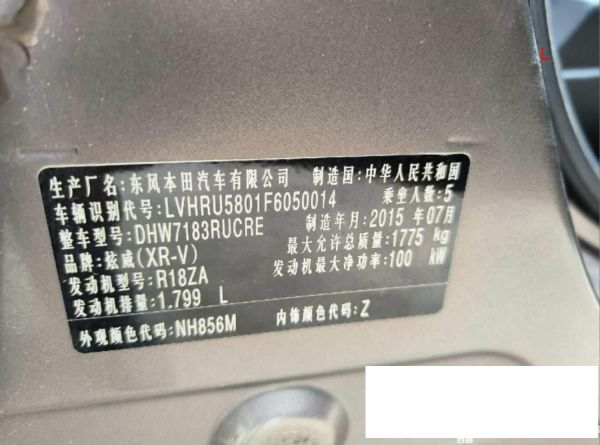 生产厂名:东风本田汽车有限公司 制造国:中华人民共和国
车辆识别代号:LVHRU5801F6050014 乘坐人数:5
整车型号:DHW7183RUCRE 制造年月:2015年07月
品牌:炫威(XR-V) 最大允许总质量:1775 kg
发动机型号:R18ZA 发动机最大净功率:100 kW
发动机排量:1.799 L
外观颜色代码:NH856M 内饰颜色代码:Z
L